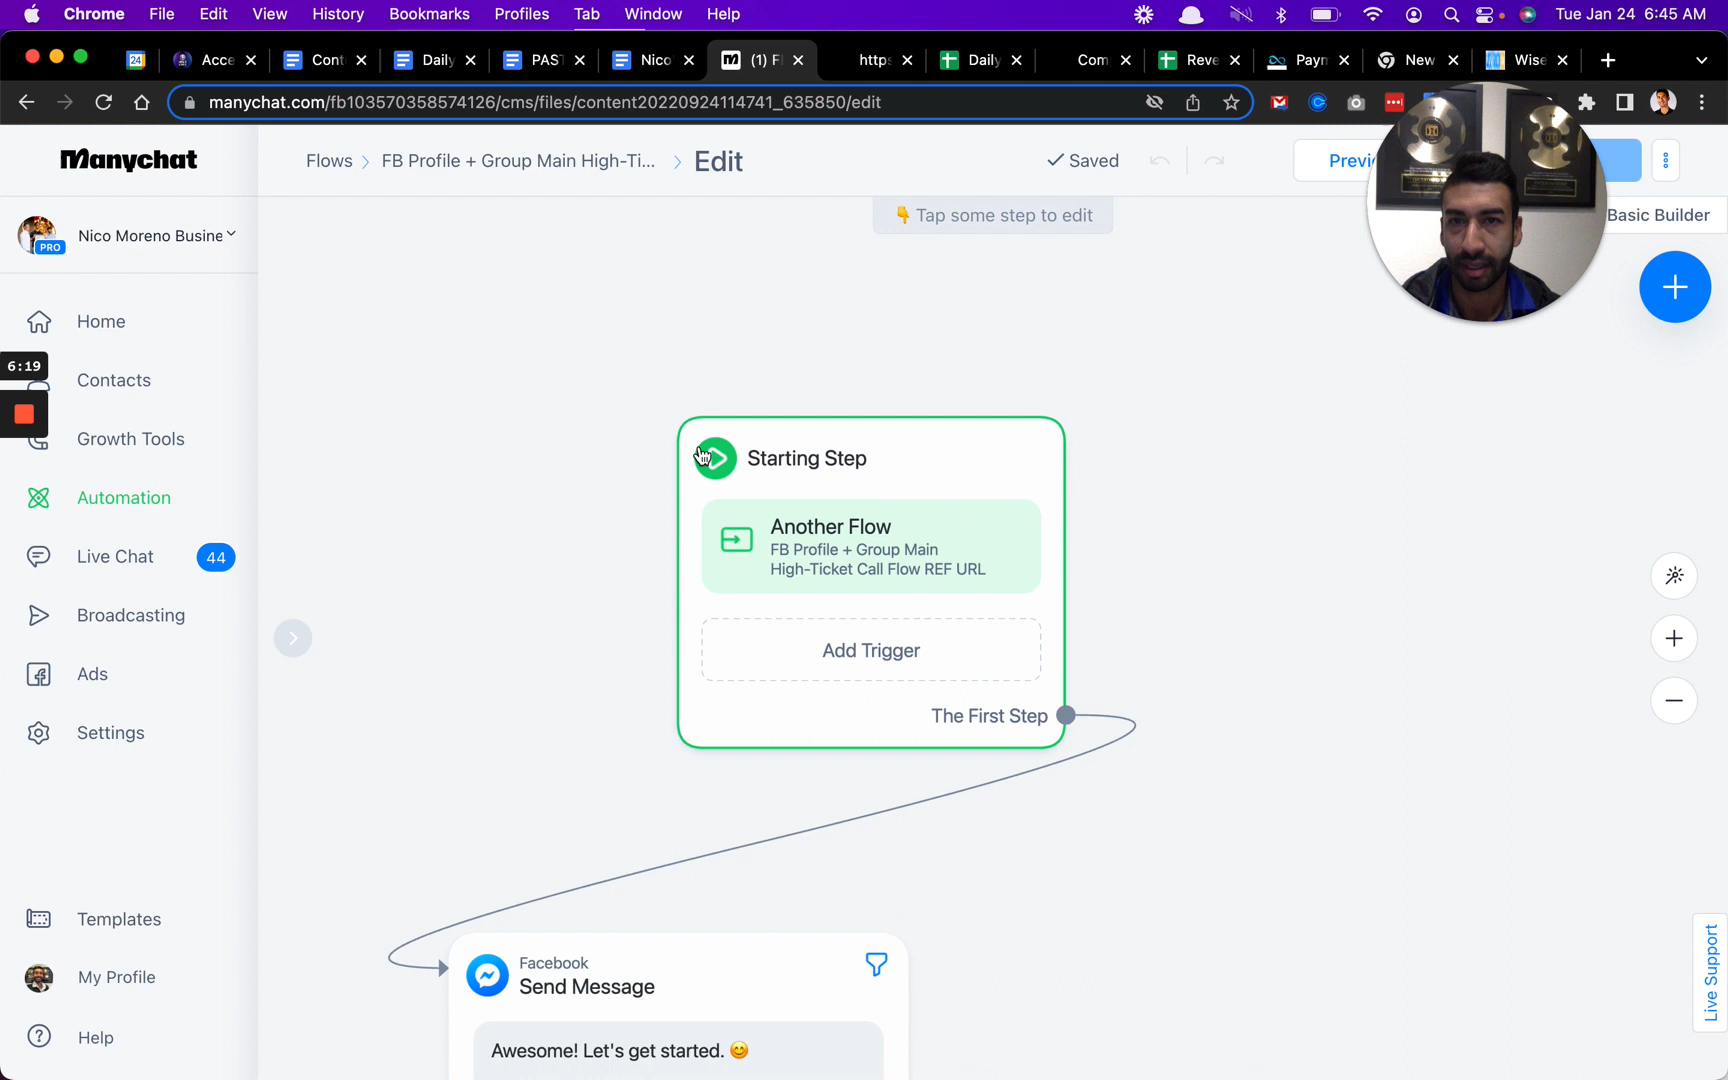 Chrome File Edit View History Bookmarks Profiles Tab Window Help Tue Jan 24 6:45 AM
24 Acce Cont Daily PAST Nico (1) Fl https Daily Com Reve Paym New Wise
manychat.com/fb103570358574126/cms/files/content20220924114741_635850/edit
Manychat
Flows > FB Profile + Group Main High-Ti... > Edit
Saved
Previ
👇 Tap some step to edit
Basic Builder
Nico Moreno Busine
PRO
Home
6:19
Contacts
Growth Tools
Automation
Live Chat 44
Broadcasting
Ads
Settings
Templates
My Profile
Help
Starting Step
Another Flow
FB Profile + Group Main
High-Ticket Call Flow REF URL
Add Trigger
The First Step
Facebook
Send Message
Awesome! Let's get started. 😊
Live Support